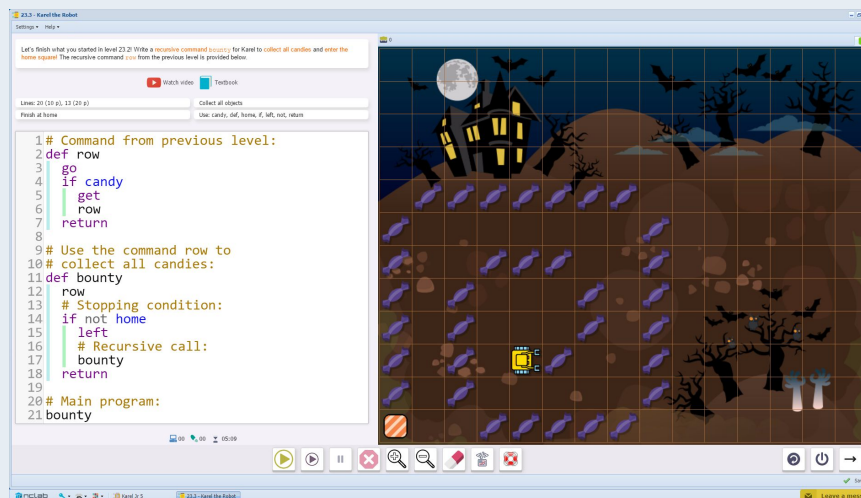 23.3 - Karel the Robot
Settings Help
Let's finish what you started in level 23.2! Write a recursive command bounty for Karel to collect all candies and enter the
home square! The recursive command row from the previous level is provided below.
Watch video Textbook
Lines: 20 (10 p), 13 (20 p) Collect all objects
Finish at home Use: candy, def, home, if, left, not, return
0
1 # Command from previous level:
2 def row
3 go
4 if candy
5 get
6 row
7 return
8
9 # Use the command row to
10 # collect all candies:
11 def bounty
12 row
13 # Stopping condition:
14 if not home
15 left
16 # Recursive call:
17 bounty
18 return
19
20 # Main program:
21 bounty
00 00 05:09
nclab Karel Jr 5 23.3 - Karel the Robot Leave a mess